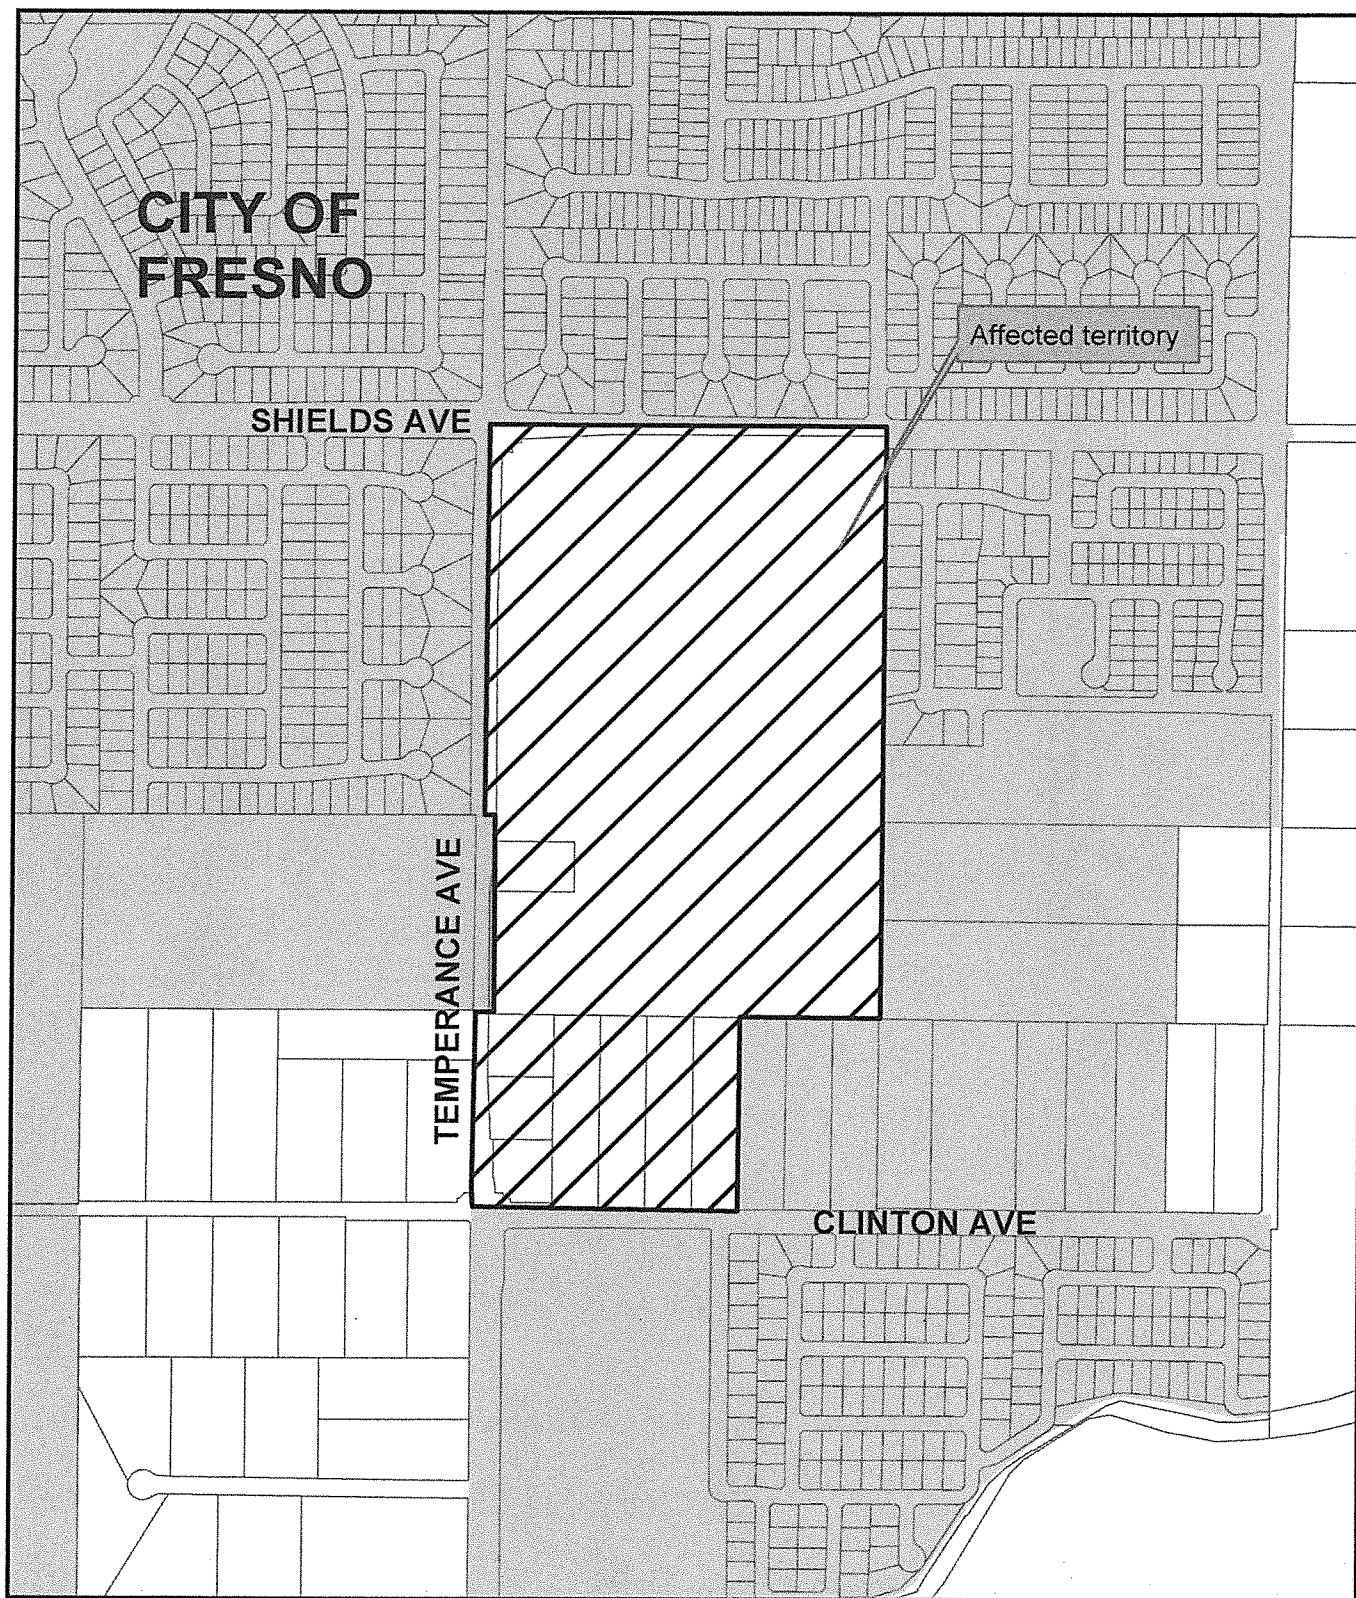 CITY OF
FRESNO
Affected territory
SHIELDS AVE
TEMPERANCE AVE
CLINTON AVE